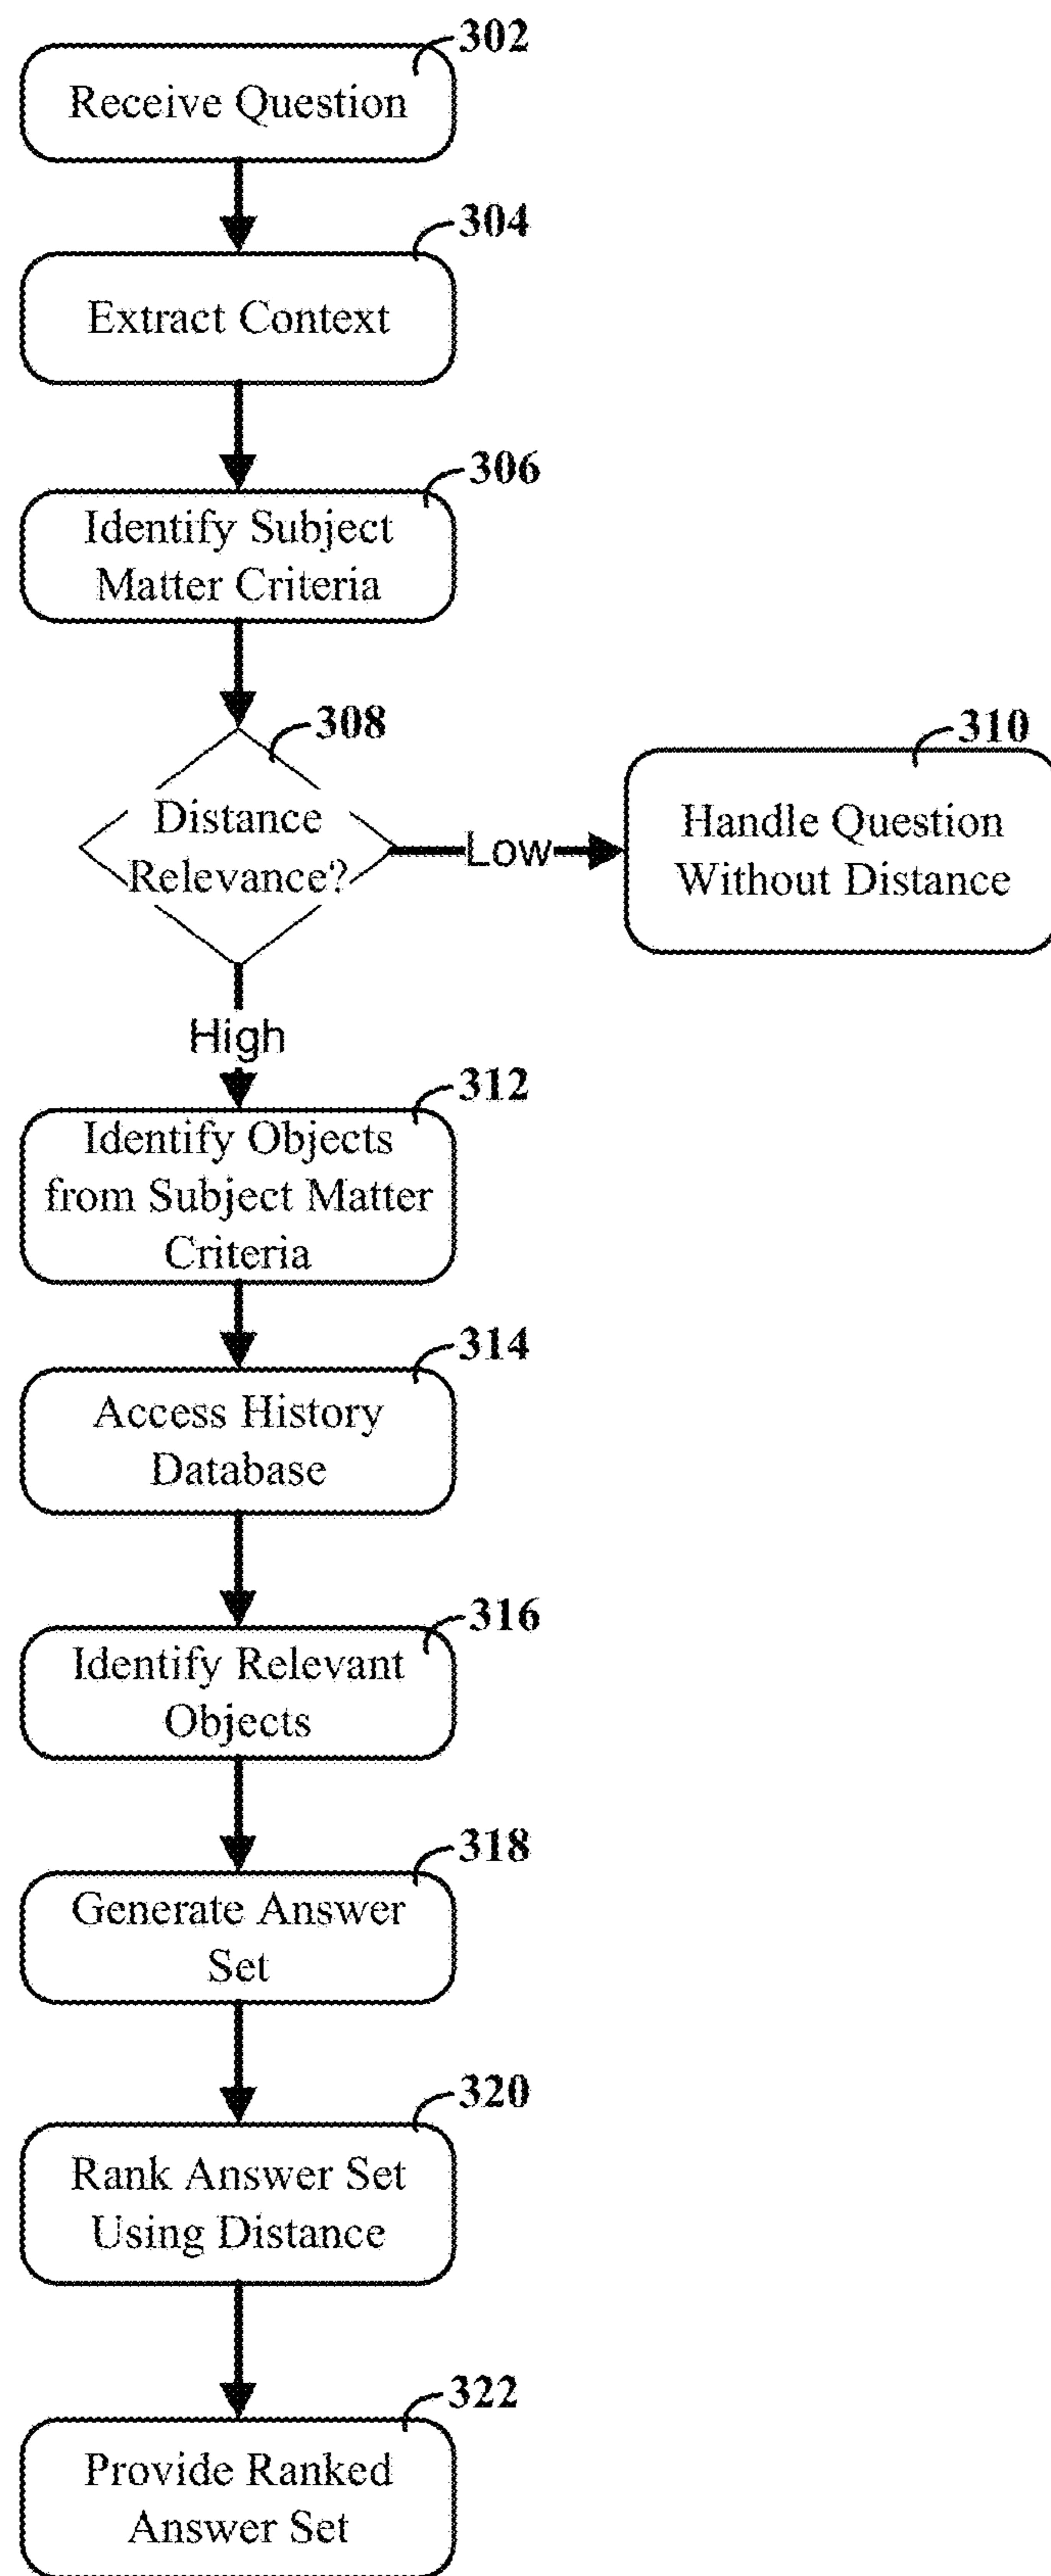 302
Receive Question
304
Extract Context
306
Identify Subject
Matter Criteria
308
Distance
Relevance?
Low
310
Handle Question
Without Distance
High
312
Identify Objects
from Subject Matter
Criteria
314
Access History
Database
316
Identify Relevant
Objects
318
Generate Answer
Set
320
Rank Answer Set
Using Distance
322
Provide Ranked
Answer Set